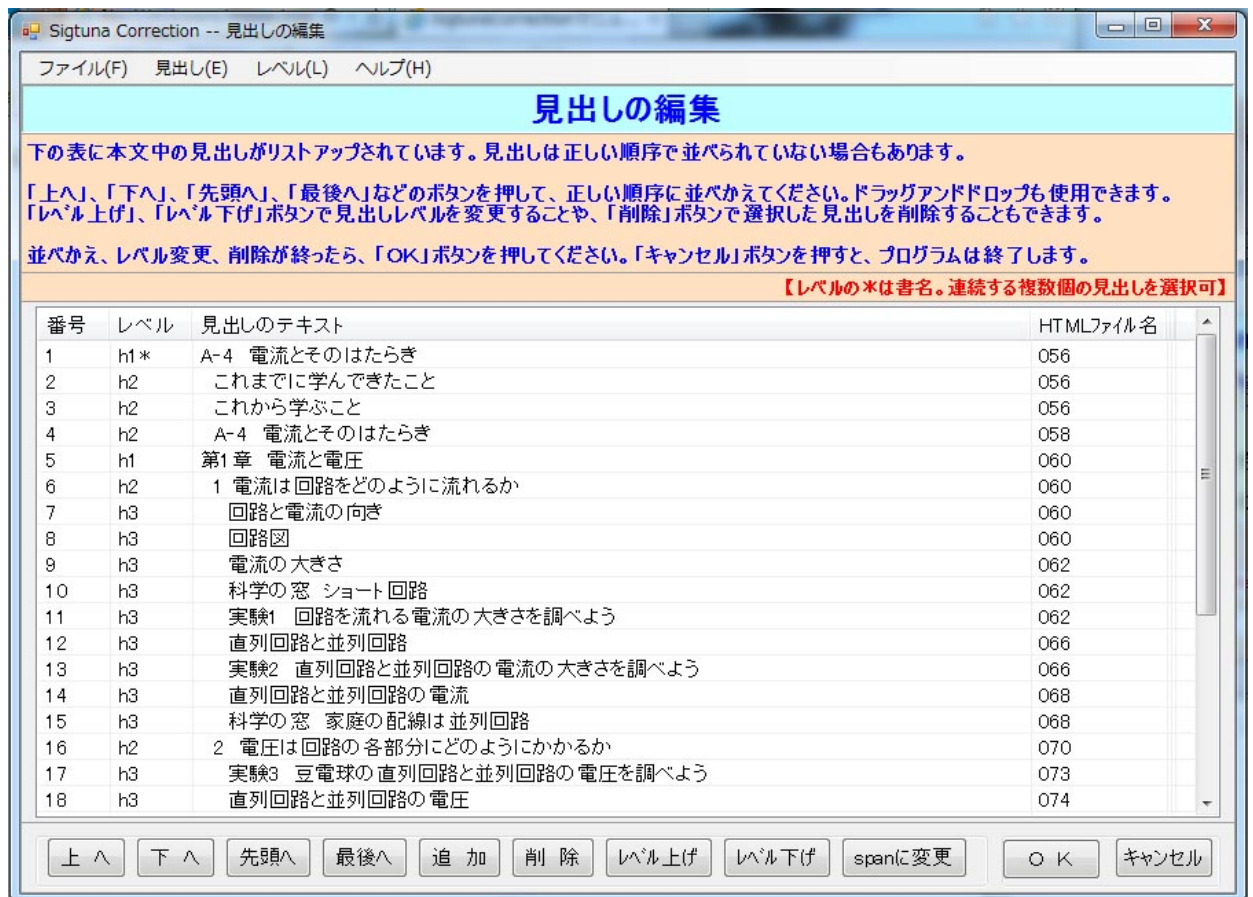 Sigtuna Correction -- 見出しの編集
ファイル(F) 見出し(E) レベル(L) ヘルプ(H)
見出しの編集
下の表に本文中の見出しがリストアップされています。見出しは正しい順序で並べられていない場合もあります。
「上へ」、「下へ」、「先頭へ」、「最後へ」などのボタンを押して、正しい順序に並べかえてください。ドラッグアンドドロップも使用できます。
「レベル上げ」、「レベル下げ」ボタンで見出しレベルを変更することや、「削除」ボタンで選択した見出しを削除することもできます。
並べかえ、レベル変更、削除が終ったら、「OK」ボタンを押してください。「キャンセル」ボタンを押すと、プログラムは終了します。
【レベルの*は書名。連続する複数個の見出しを選択可】
番号 レベル 見出しのテキスト HTMLファイル名
1 h1* A-4 電流とそのはたらき 056
2 h2 これまでに学んできたこと 056
3 h2 これから学ぶこと 056
4 h2 A-4 電流とそのはたらき 058
5 h1 第1章 電流と電圧 060
6 h2 1 電流は回路をどのように流れるか 060
7 h3 回路と電流の向き 060
8 h3 回路図 060
9 h3 電流の大きさ 062
10 h3 科学の窓 ショート回路 062
11 h3 実験1 回路を流れる電流の大きさを調べよう 062
12 h3 直列回路と並列回路 066
13 h3 実験2 直列回路と並列回路の電流の大きさを調べよう 066
14 h3 直列回路と並列回路の電流 068
15 h3 科学の窓 家庭の配線は並列回路 068
16 h2 2 電圧は回路の各部分にどのようにかかるか 070
17 h3 実験3 豆電球の直列回路と並列回路の電圧を調べよう 073
18 h3 直列回路と並列回路の電圧 074
上 へ 下 へ 先頭へ 最後へ 追 加 削 除 レベル上げ レベル下げ spanに変更 O K キャンセル